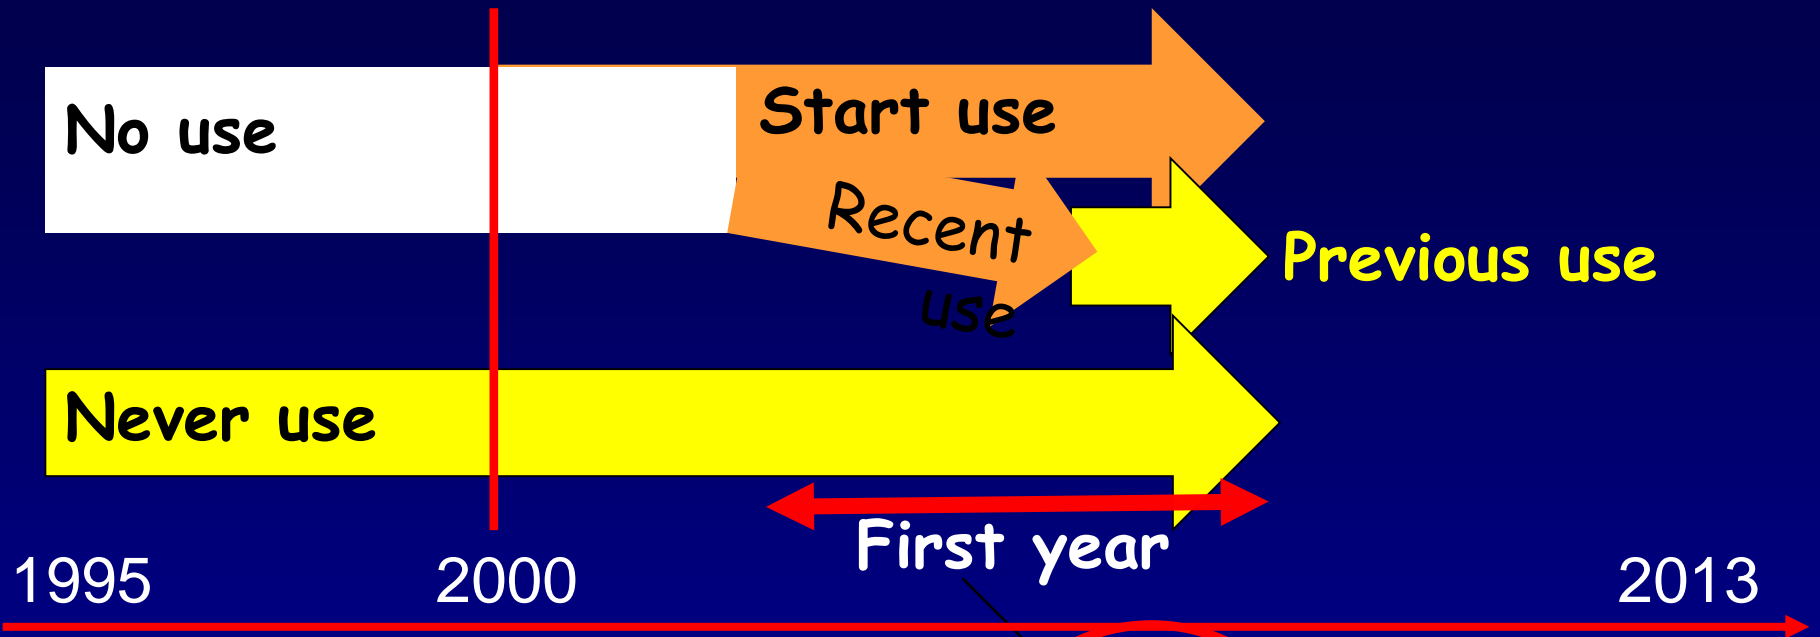 No use
Start use
Recent
use
Previous use
Never use
First year
1995
2000
2013